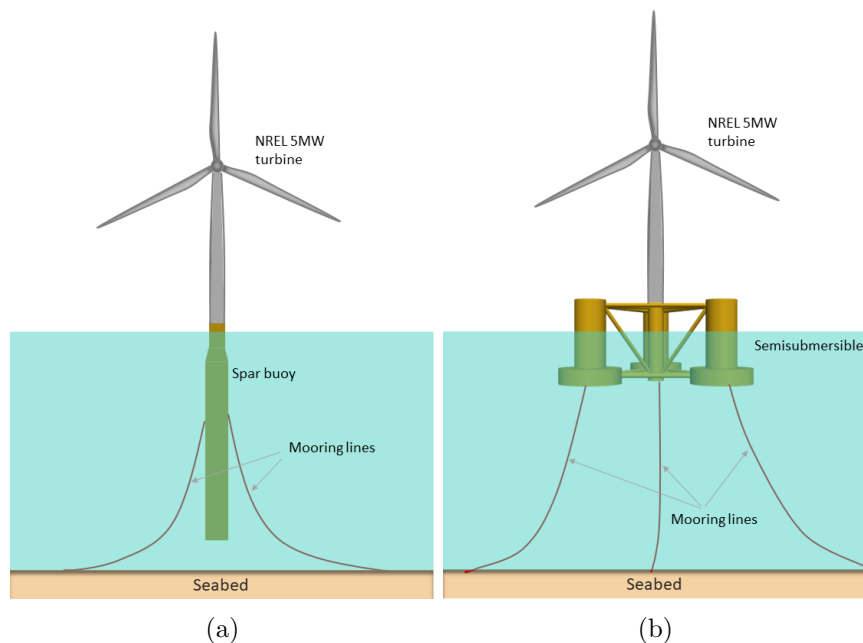 NREL 5MW
turbine
Spar buoy
Mooring lines
Seabed
(a)
NREL 5MW
turbine
Semisubmersible
Mooring lines
Seabed
(b)